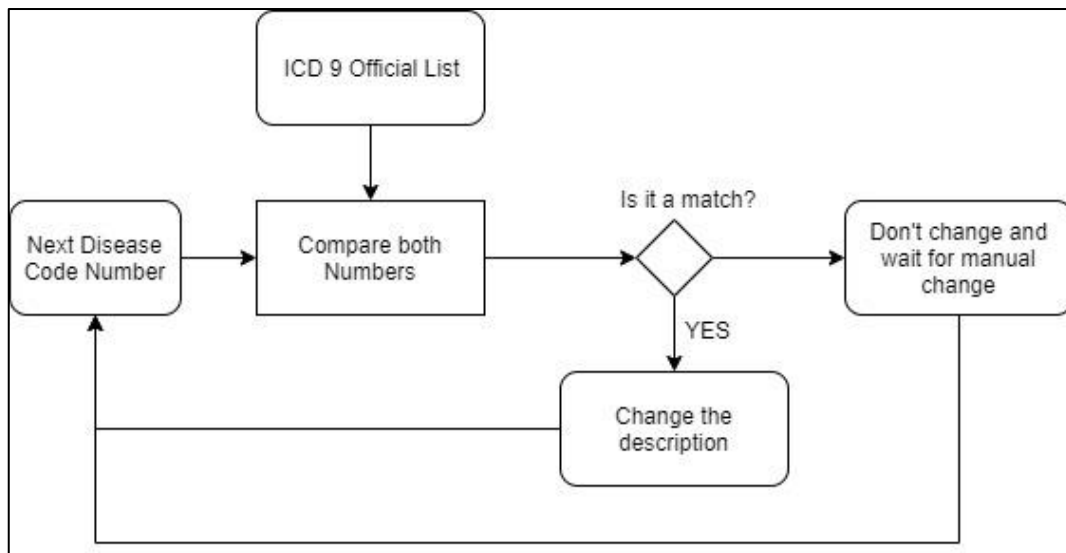 ICD 9 Official List
Is it a match?
Next Disease
Code Number
Compare both
Numbers
Don't change and
wait for manual
change
YES
Change the
description